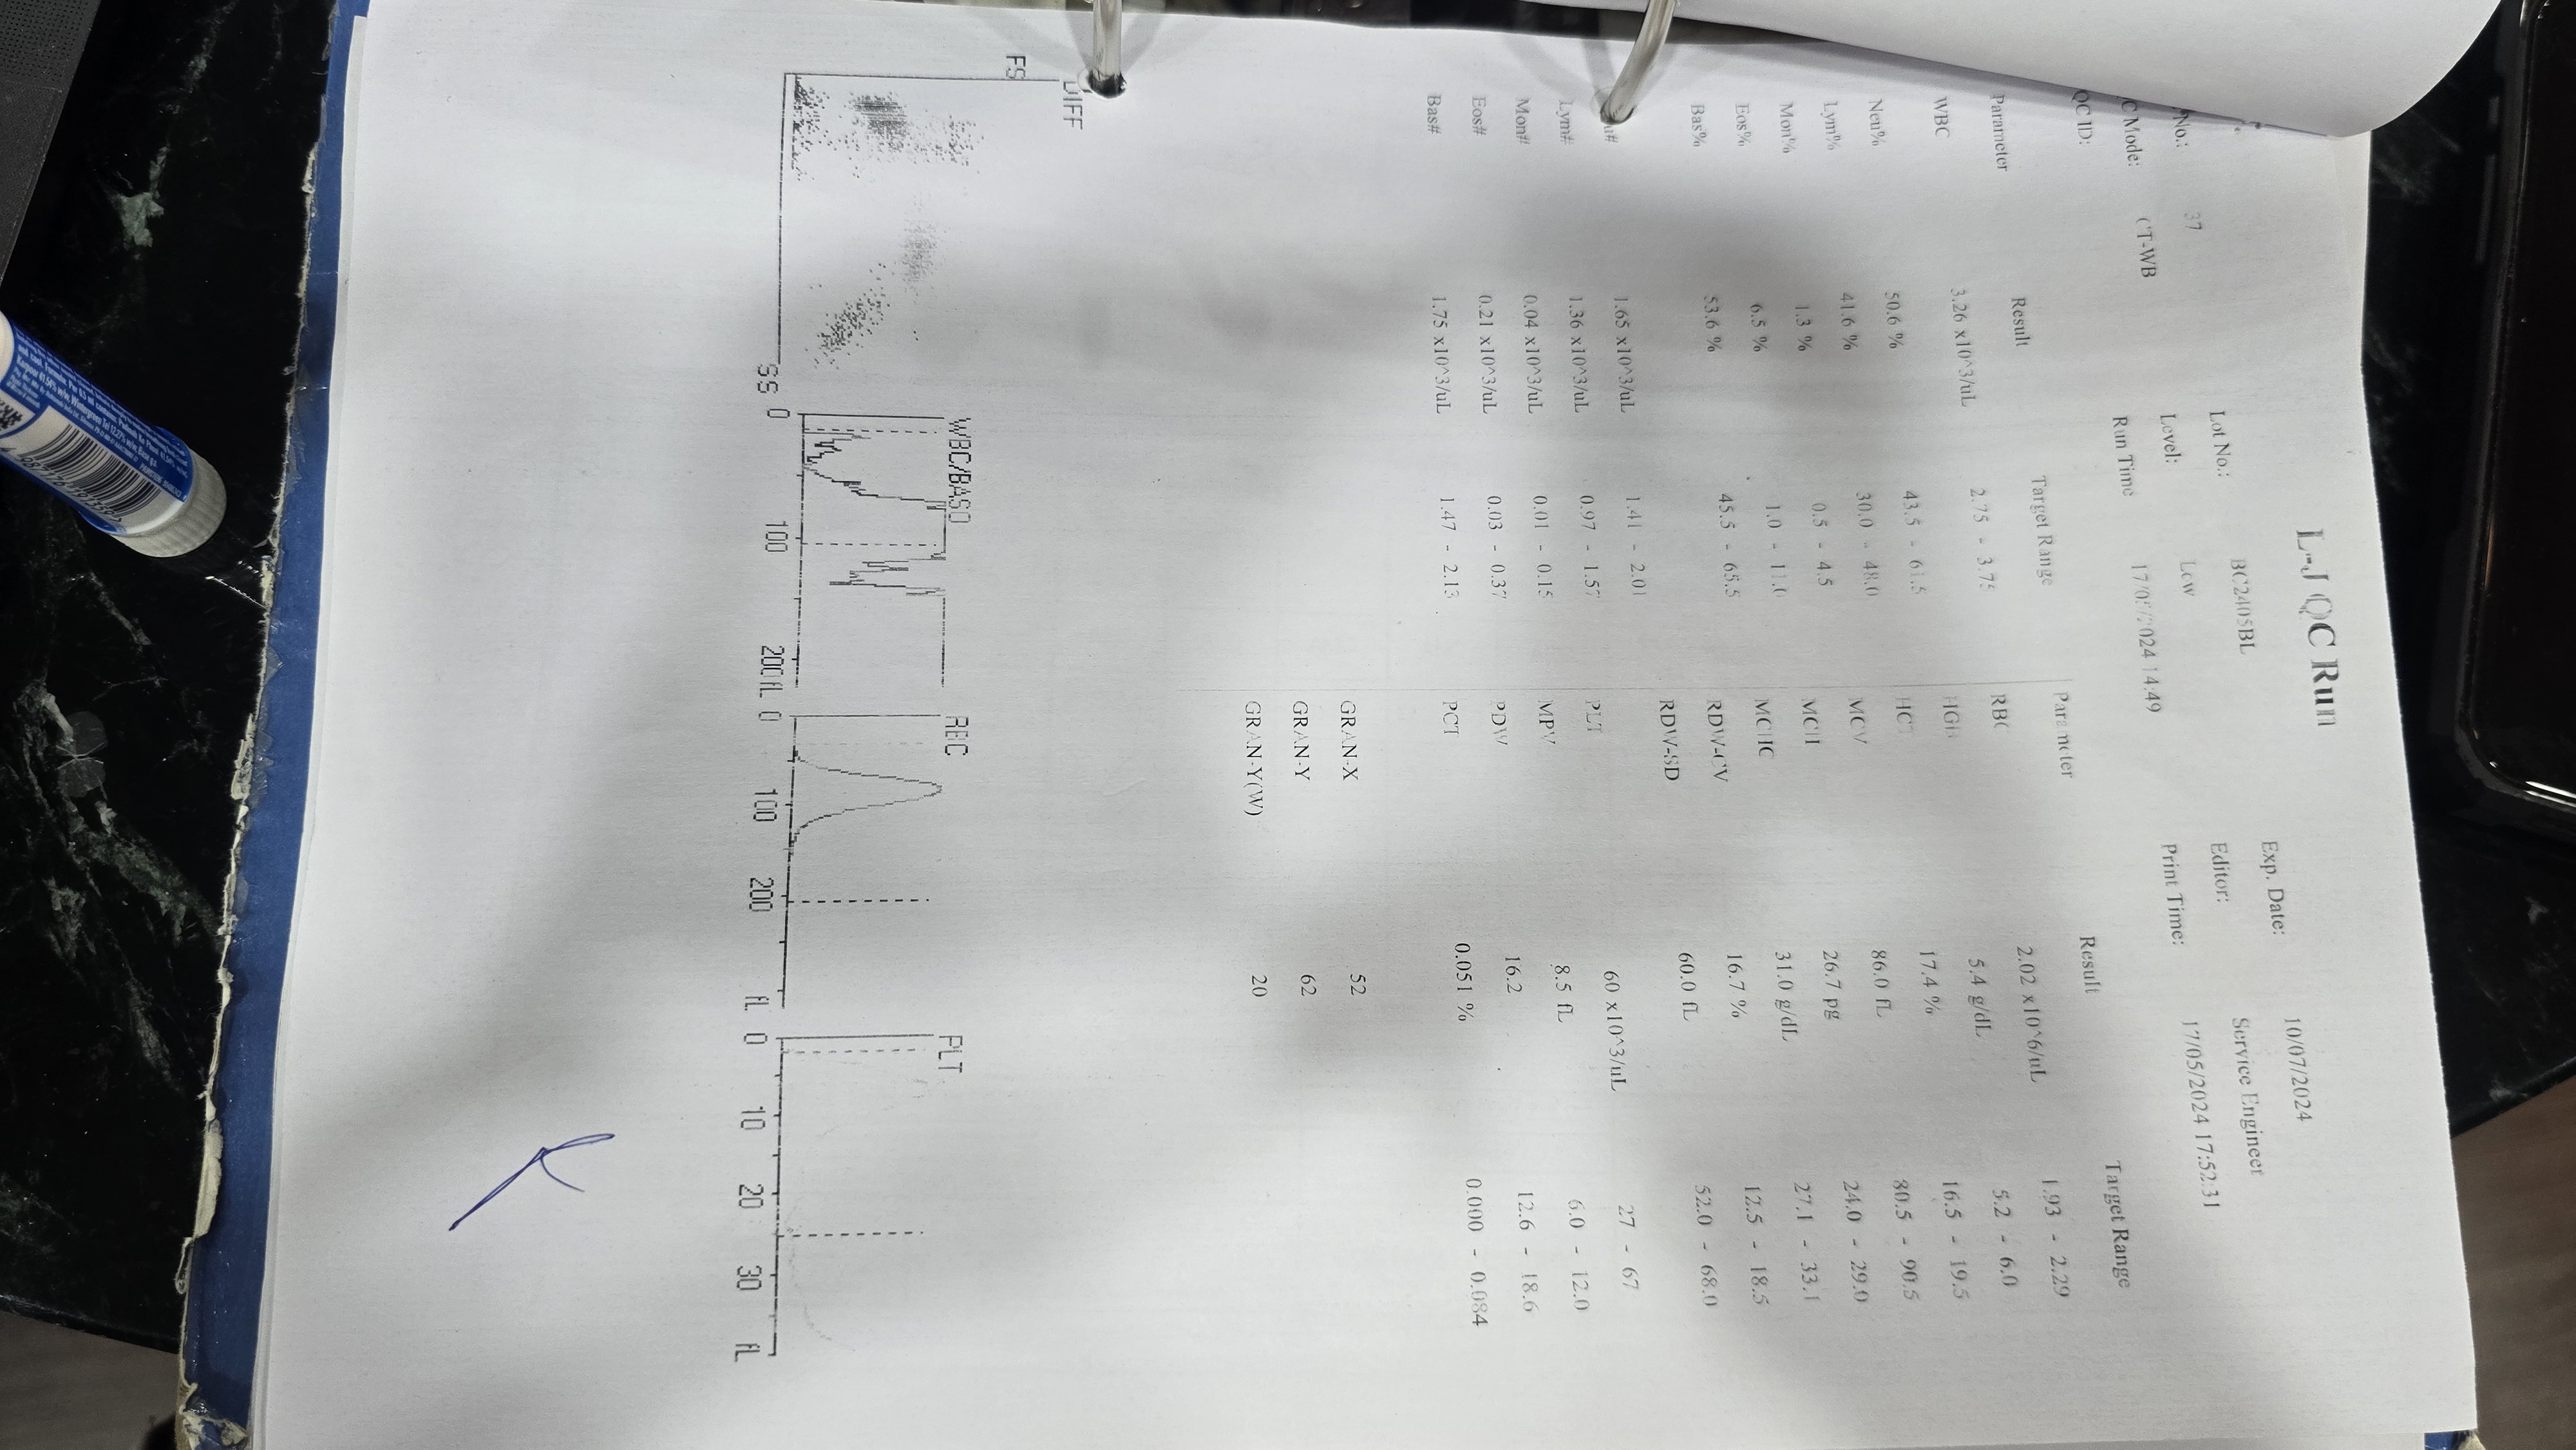 L-J QC Run
No.: 37 Lot No.: BC2405BL Exp. Date: 10/07/2024
QC Mode: CT-WB Level: Low Editor: Service Engineer
QC ID: Run Time 17/05/2024 14:49 Print Time: 17/05/2024 17:52:31
Parameter Result Target Range Parameter Result Target Range
WBC 3.26 x10^3/uL 2.75 - 3.75 RBC 2.02 x10^6/uL 1.93 - 2.29
HGB 5.4 g/dL 5.2 - 6.0
Neu% 50.6 % 43.5 - 61.5 HCT 17.4 % 16.5 - 19.5
Lym% 41.6 % 30.0 - 48.0 MCV 86.0 fL 80.5 - 90.5
Mon% 1.3 % 0.5 - 4.5 MCH 26.7 pg 24.0 - 29.0
Eos% 6.5 % 1.0 - 11.0 MCHC 31.0 g/dL 27.1 - 33.1
Bas% 53.6 % 45.5 - 65.5 RDW-CV 16.7 % 12.5 - 18.5
RDW-SD 60.0 fL 52.0 - 68.0
1.65 x10^3/uL 1.41 - 2.01
Lym# 1.36 x10^3/uL 0.97 - 1.57 PLT 60 x10^3/uL 27 - 67
Mon# 0.04 x10^3/uL 0.01 - 0.15 MPV 8.5 fL 6.0 - 12.0
Eos# 0.21 x10^3/uL 0.03 - 0.37 PDW 16.2 12.6 - 18.6
Bas# 1.75 x10^3/uL 1.47 - 2.13 PCT 0.051 % 0.000 - 0.084
GRAN-X 52
GRAN-Y 62
GRAN-Y(W) 20
DIFF
FS
WBC/BASO RBC PLT
SS 0 100 200 fL 0 100 200 fL 0 10 20 30 fL